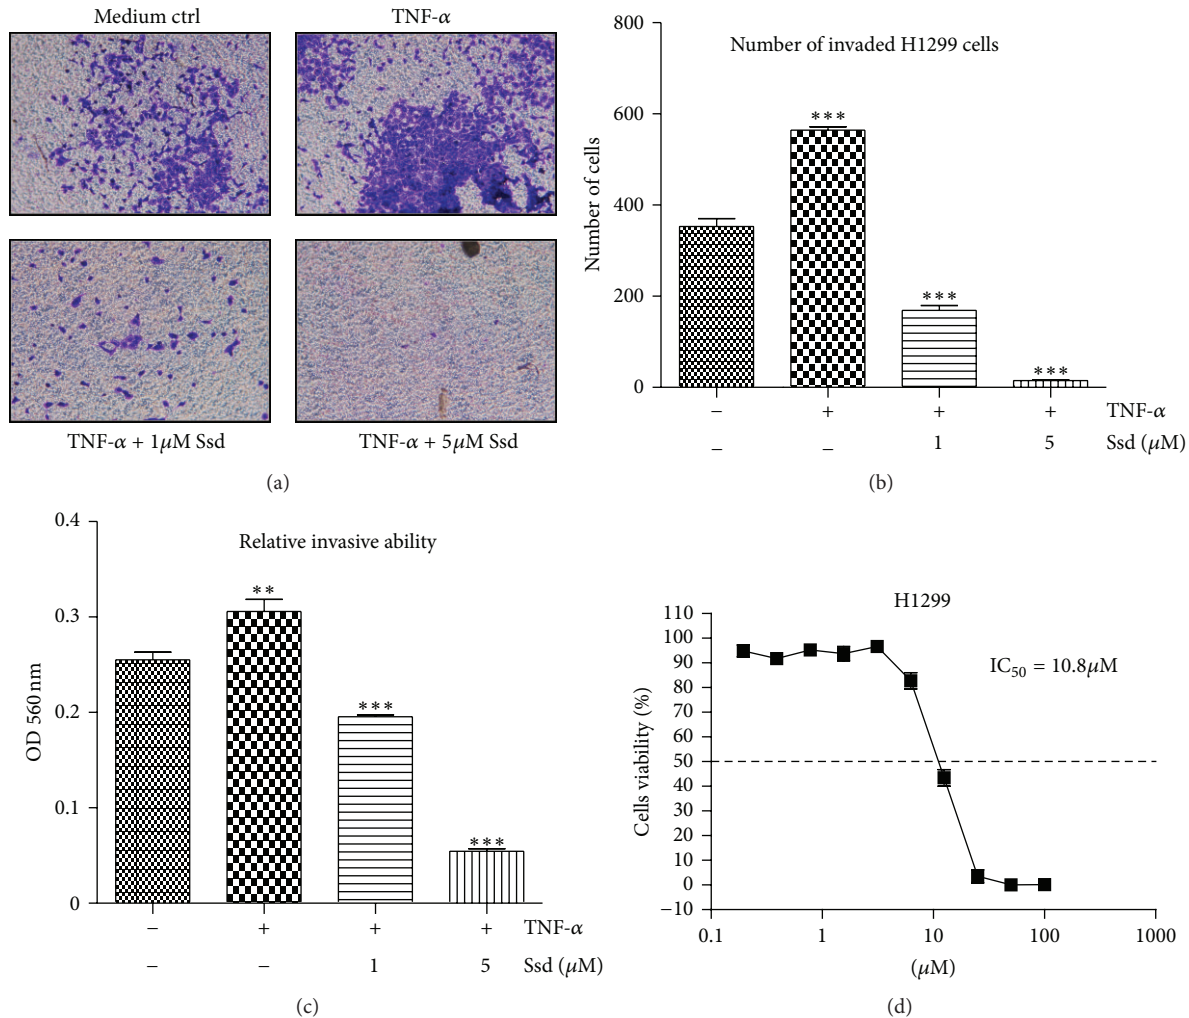 Medium ctrl
TNF-α
TNF-α + 1μM Ssd
TNF-α + 5μM Ssd
(a)
800
600
400
200
0
Number of cells
Number of invaded H1299 cells
***
***
***
− + + + TNF-α
− − 1 5 Ssd (μM)
(b)
0.4
0.3
0.2
0.1
0
OD 560 nm
Relative invasive ability
**
***
***
− + + + TNF-α
− − 1 5 Ssd (μM)
(c)
H1299
110
100
90
80
70
60
50
40
30
20
10
0
−10
Cells viability (%)
IC50 = 10.8μM
0.1 1 10 100 1000
(μM)
(d)